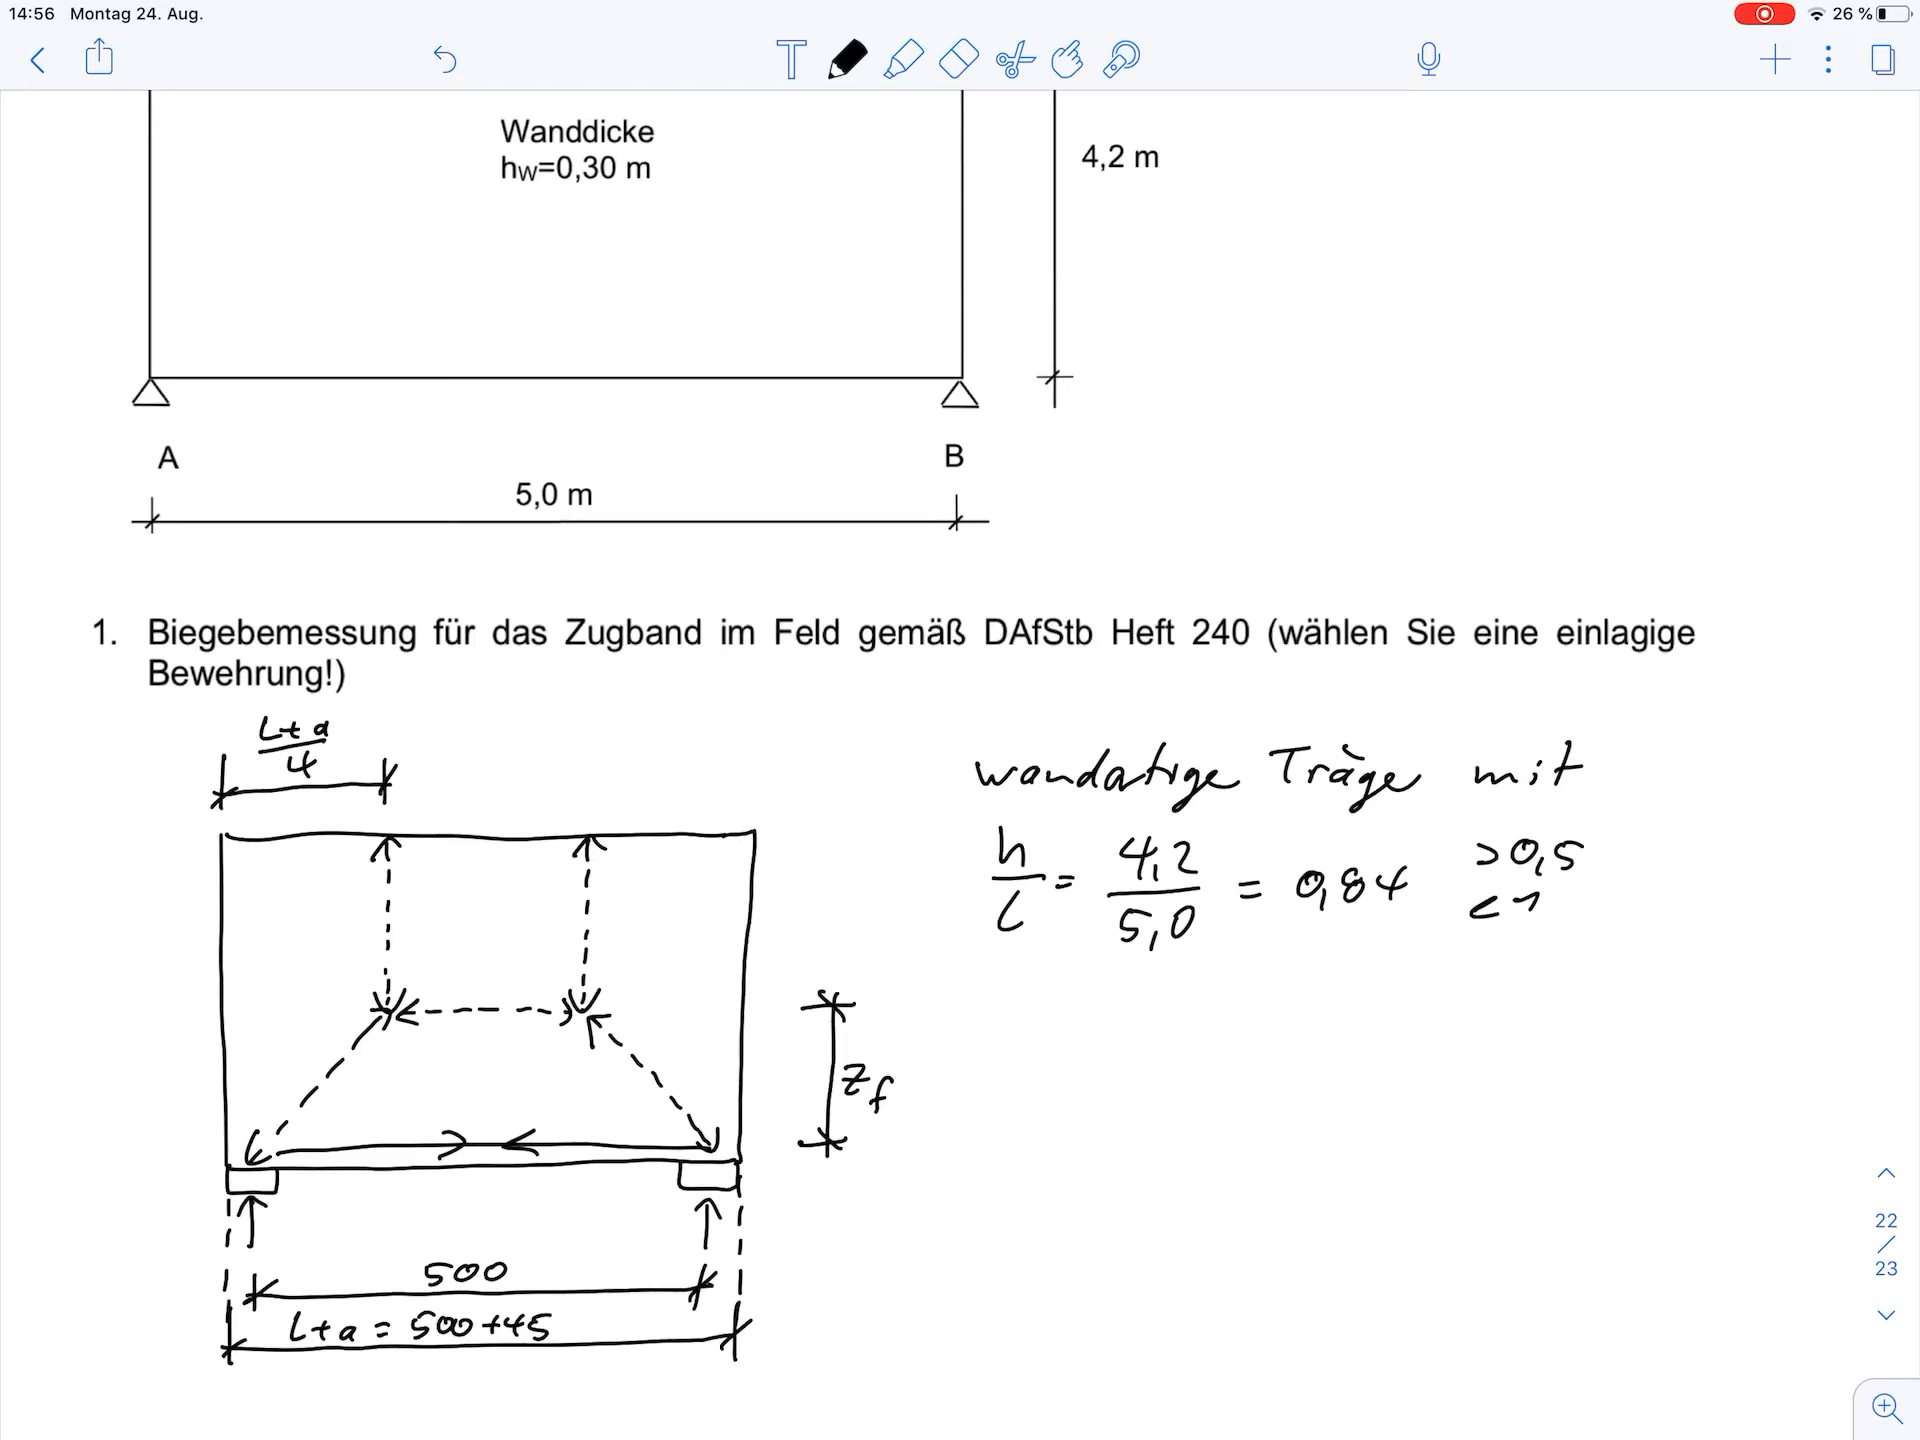 14:56 Montag 24. Aug.
26 %
Wanddicke
hw=0,30 m
4,2 m
A
B
5,0 m
1. Biegebemessung für das Zugband im Feld gemäß DAfStb Heft 240 (wählen Sie eine einlagige
Bewehrung!)
L+a
4
wandatige Träge mit
h/l = 4,2/5,0 = 0,84 >0,5
<1
zf
500
L+a = 500+45
22
/
23